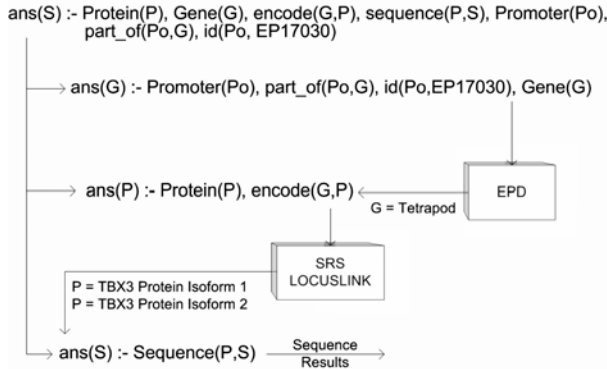 ans(S) :- Protein(P), Gene(G), encode(G,P), sequence(P,S), Promoter(Po),
part_of(Po,G), id(Po, EP17030)
ans(G) :- Promoter(Po), part_of(Po,G), id(Po,EP17030), Gene(G)
ans(P) :- Protein(P), encode(G,P)
G = Tetrapod
EPD
SRS
LOCUSLINK
P = TBX3 Protein Isoform 1
P = TBX3 Protein Isoform 2
ans(S) :- Sequence(P,S)
Sequence
Results